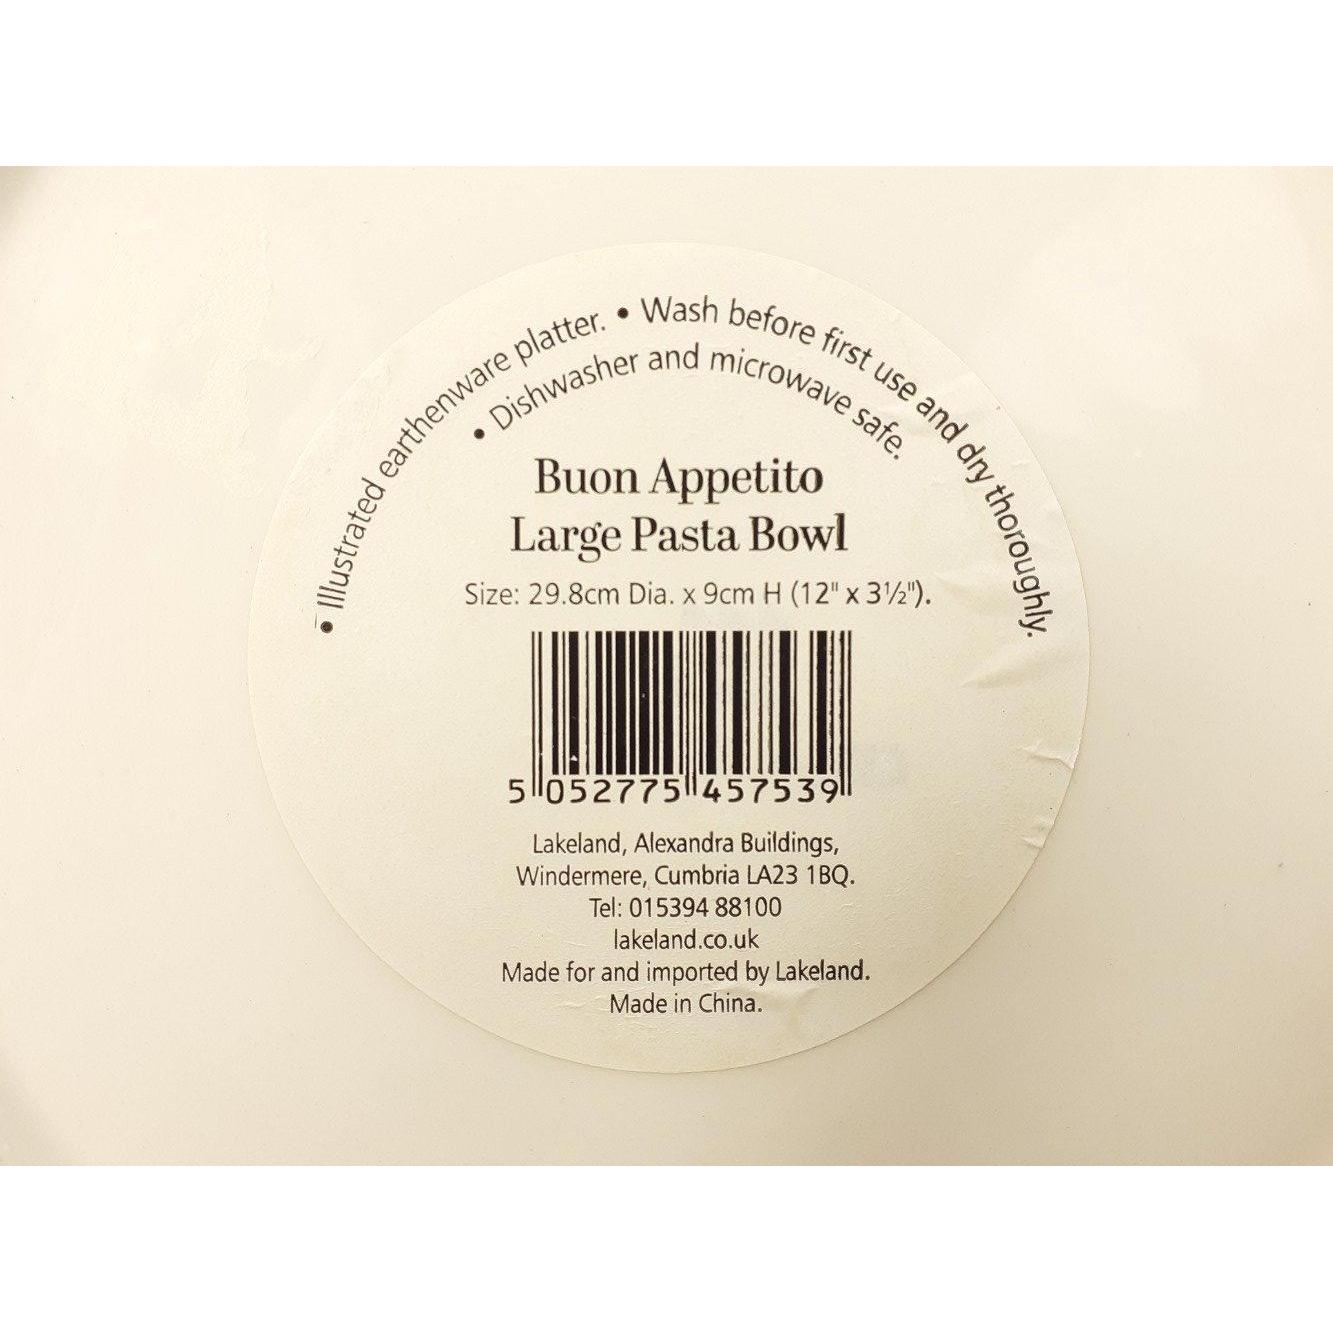 • Illustrated earthenware platter. • Wash before first use and dry thoroughly.
• Dishwasher and microwave safe.
Buon Appetito
Large Pasta Bowl
Size: 29.8cm Dia. x 9cm H (12" x 3½").
5 052775 457539
Lakeland, Alexandra Buildings,
Windermere, Cumbria LA23 1BQ.
Tel: 015394 88100
lakeland.co.uk
Made for and imported by Lakeland.
Made in China.